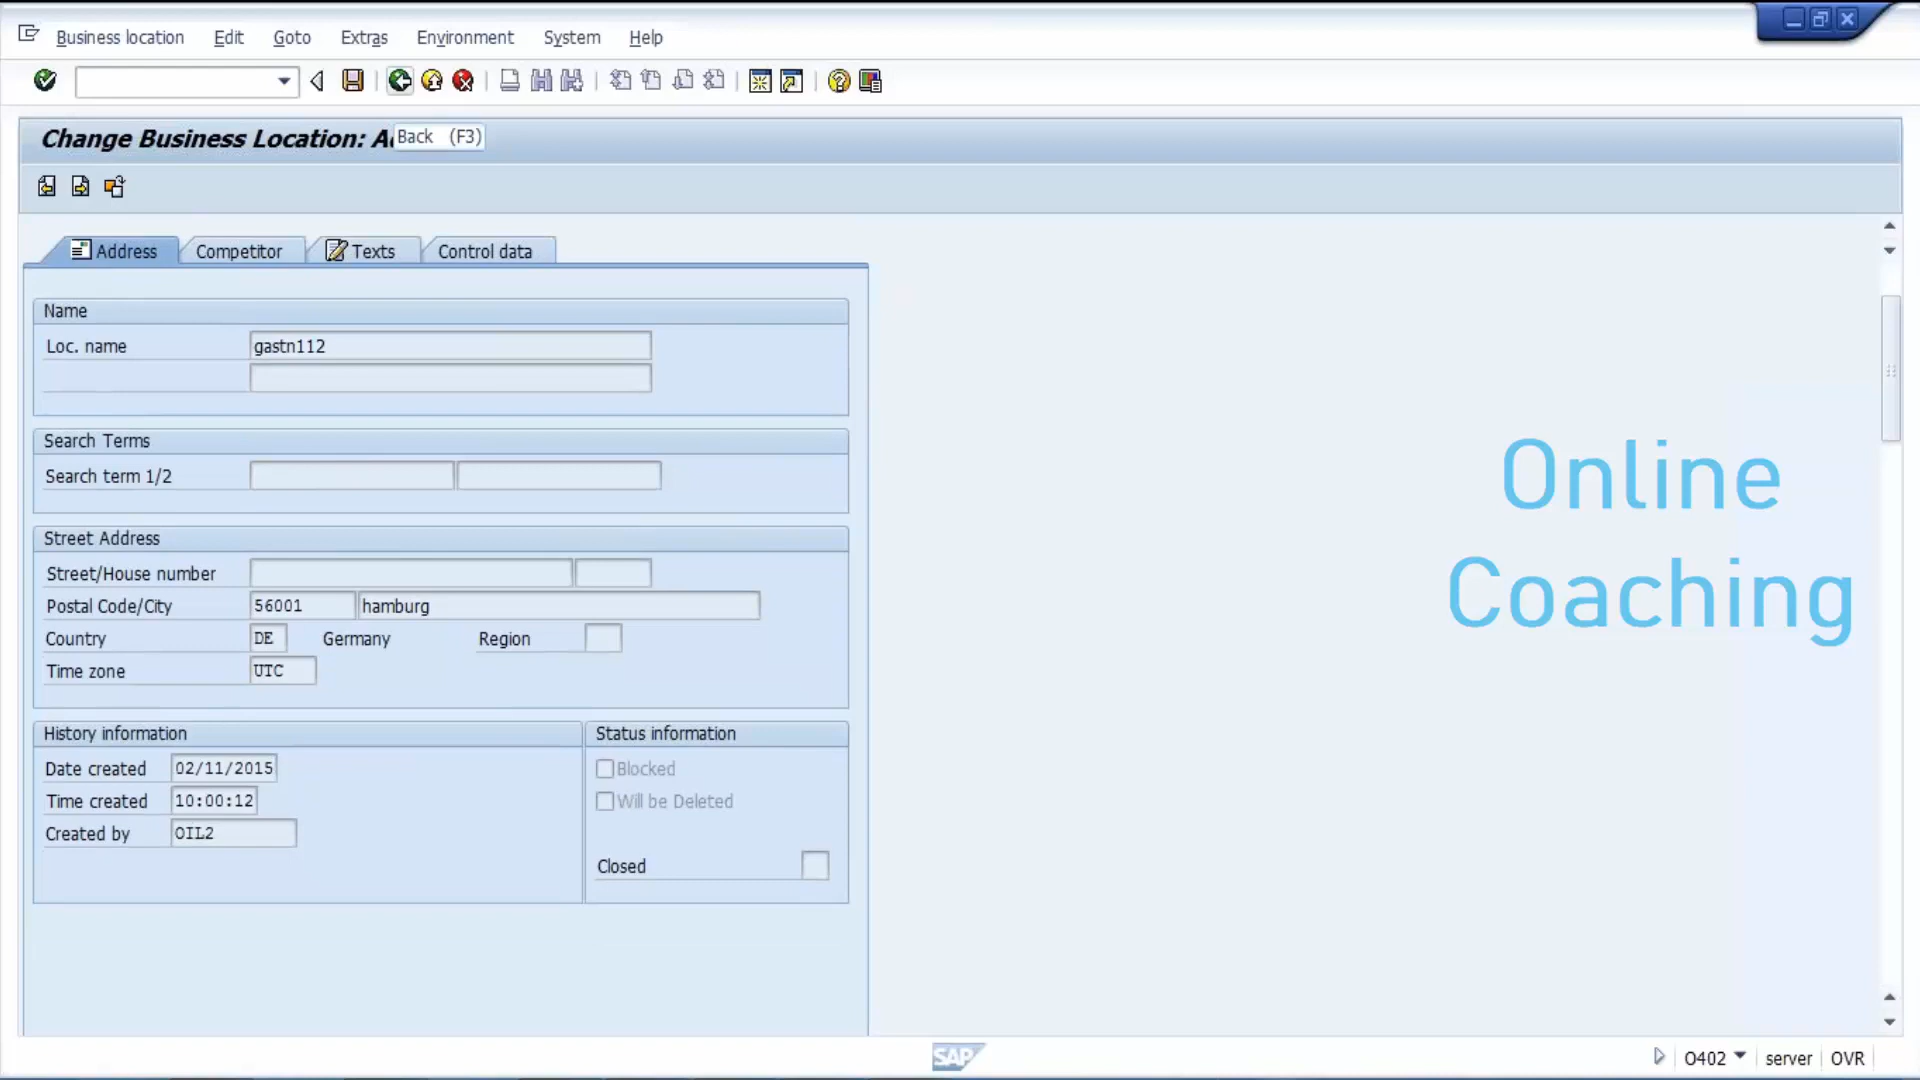 Business location Edit Goto Extras Environment System Help
Change Business Location: A
Back (F3)
Address Competitor Texts Control data
Name
Loc. name gastn112
Search Terms
Search term 1/2
Street Address
Street/House number
Postal Code/City 56001 hamburg
Country DE Germany Region
Time zone UTC
History information Status information
Date created 02/11/2015 Blocked
Time created 10:00:12 Will be Deleted
Created by OIL2
Closed
Online
Coaching
SAP O402 server OVR